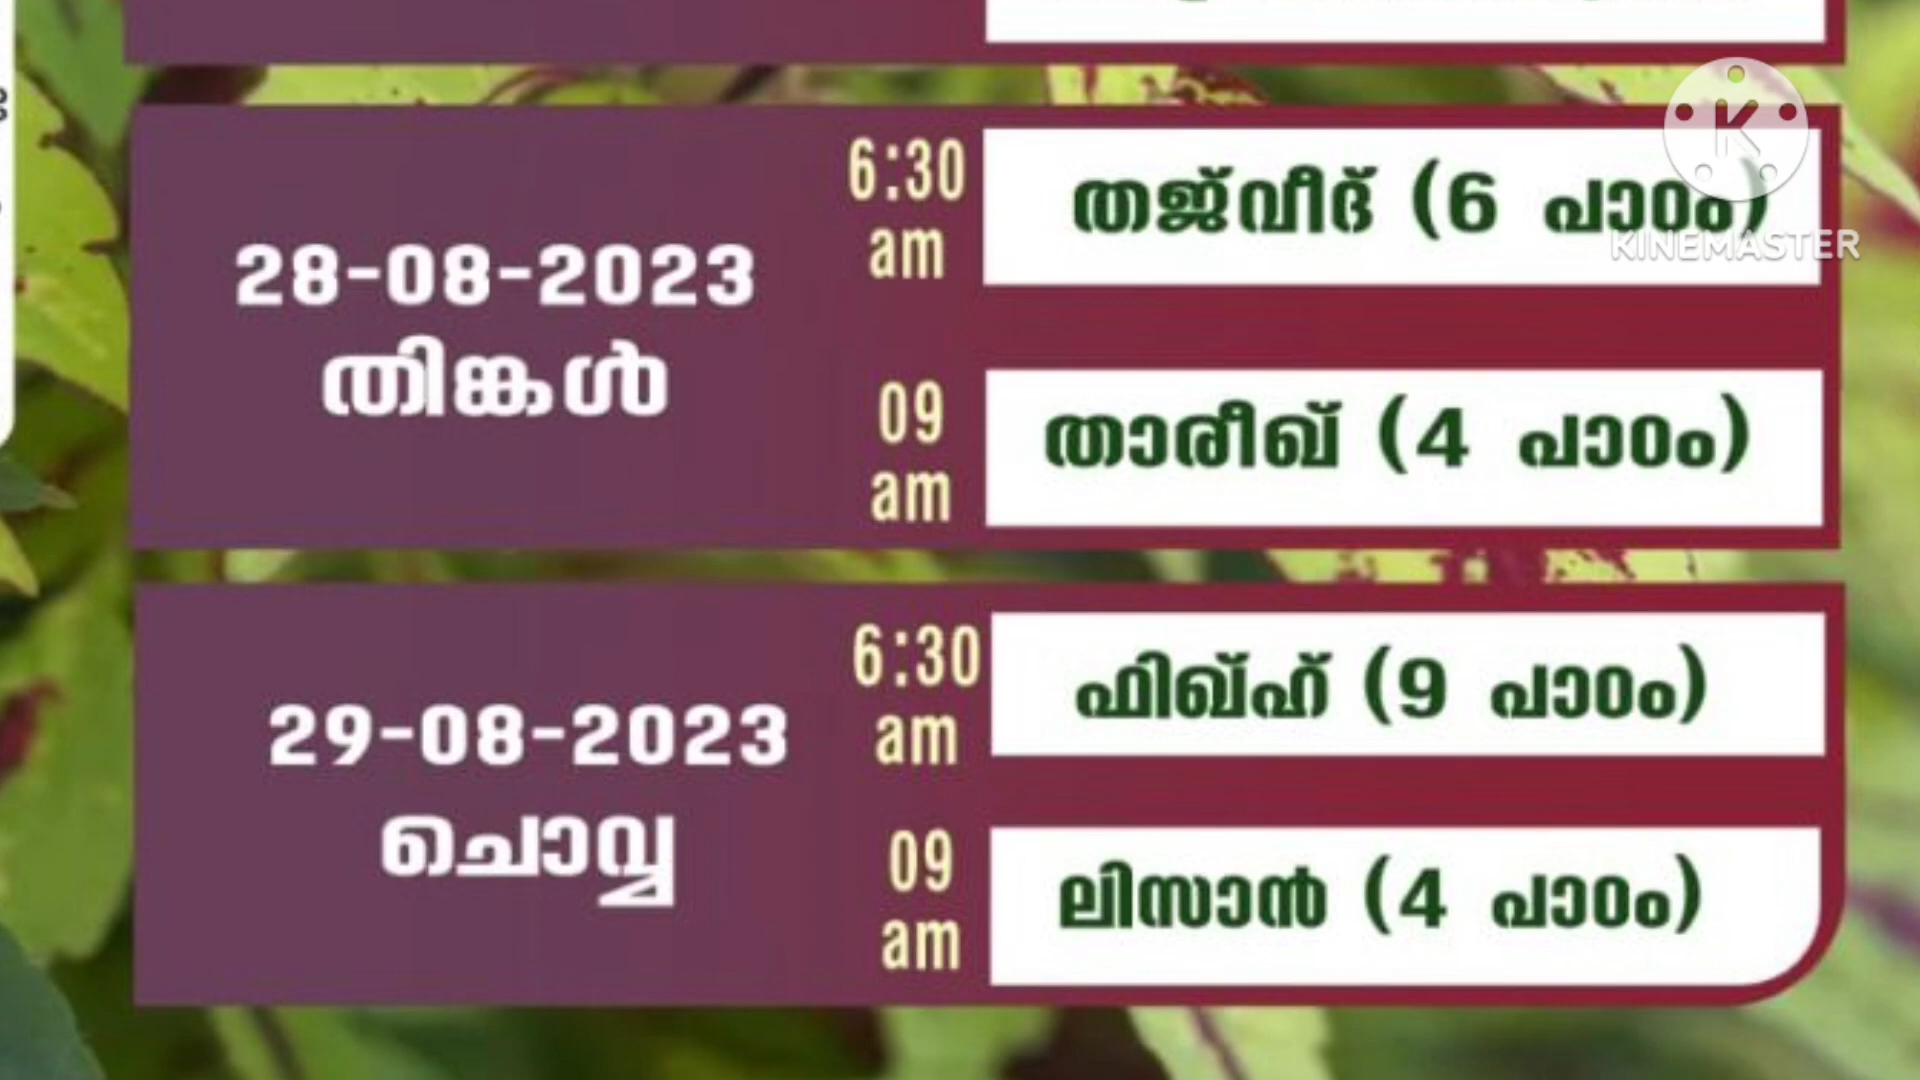 28-08-2023
തിങ്കൾ
6:30
am
തജ്‌വീദ് (6 പാഠം)
09
am
താരീഖ് (4 പാഠം)
29-08-2023
ചൊവ്വ
6:30
am
ഫിഖ്ഹ് (9 പാഠം)
09
am
ലിസാൻ (4 പാഠം)
KINEMASTER